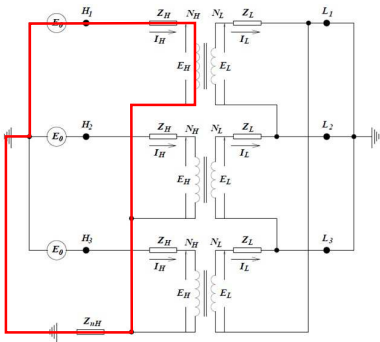 H1 ZH NH NL ZL L1
E0 IH IL
EH EL
H2 ZH NH NL ZL L2
E0 IH IL
EH EL
H3 ZH NH NL ZL L3
E0 IH IL
EH EL
ZnH